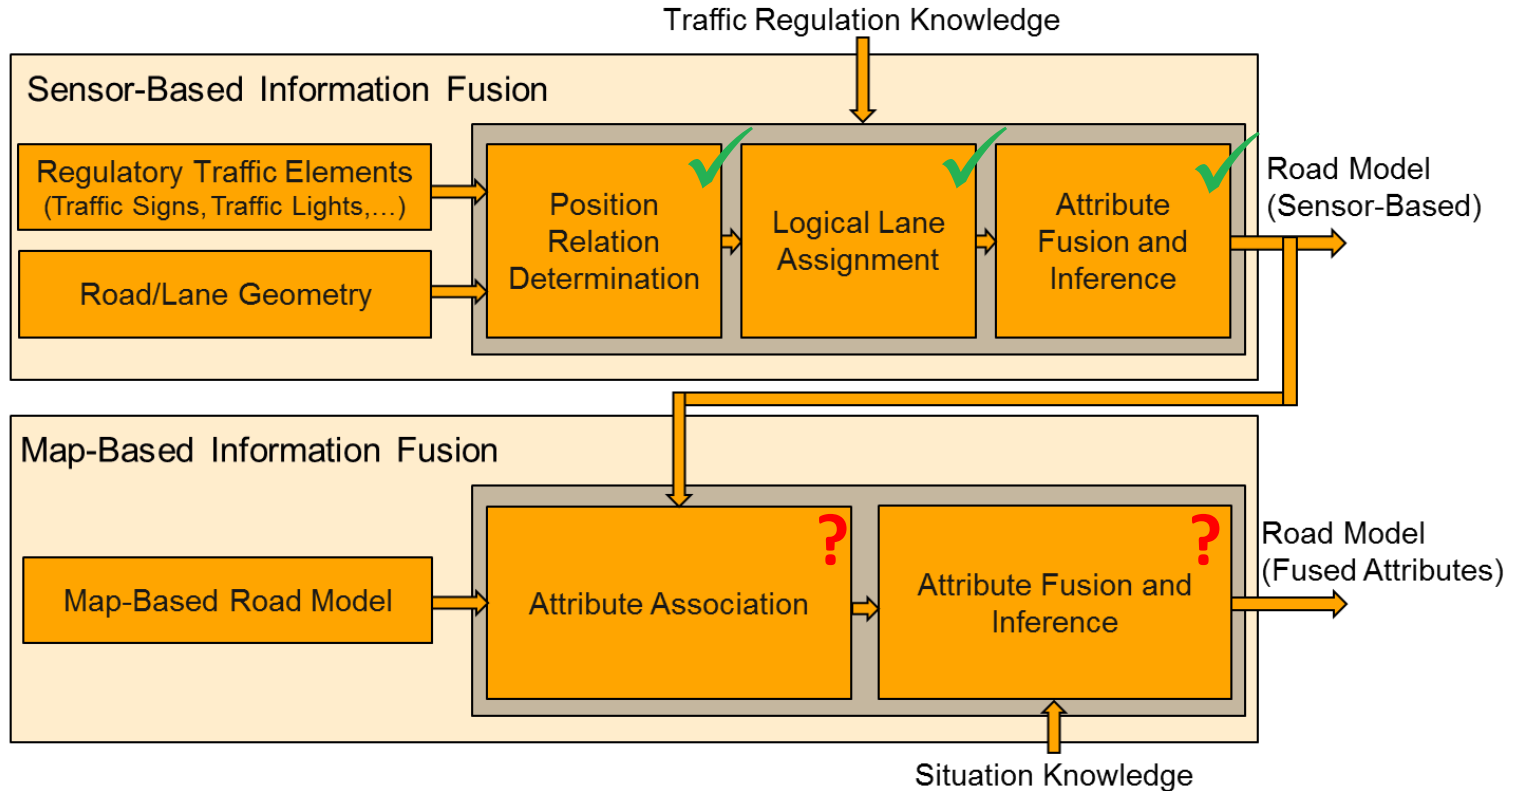 Traffic Regulation Knowledge
Sensor-Based Information Fusion
Regulatory Traffic Elements
(Traffic Signs, Traffic Lights,...)
Road/Lane Geometry
Position
Relation
Determination
Logical Lane
Assignment
Attribute
Fusion and
Inference
Road Model
(Sensor-Based)
Map-Based Information Fusion
Map-Based Road Model
Attribute Association
?
Attribute Fusion and
Inference
?
Road Model
(Fused Attributes)
Situation Knowledge